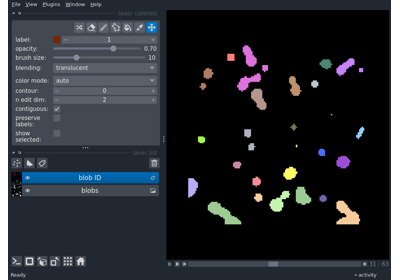 File View Plugins Window Help
layer controls
label: 1
opacity: 0.70
brush size: 10
blending: translucent
color mode: auto
contour: 0
n edit dim: 2
contiguous:
preserve
labels:
show
selected:
layer list
blob ID
blobs
31 63
Ready
activity